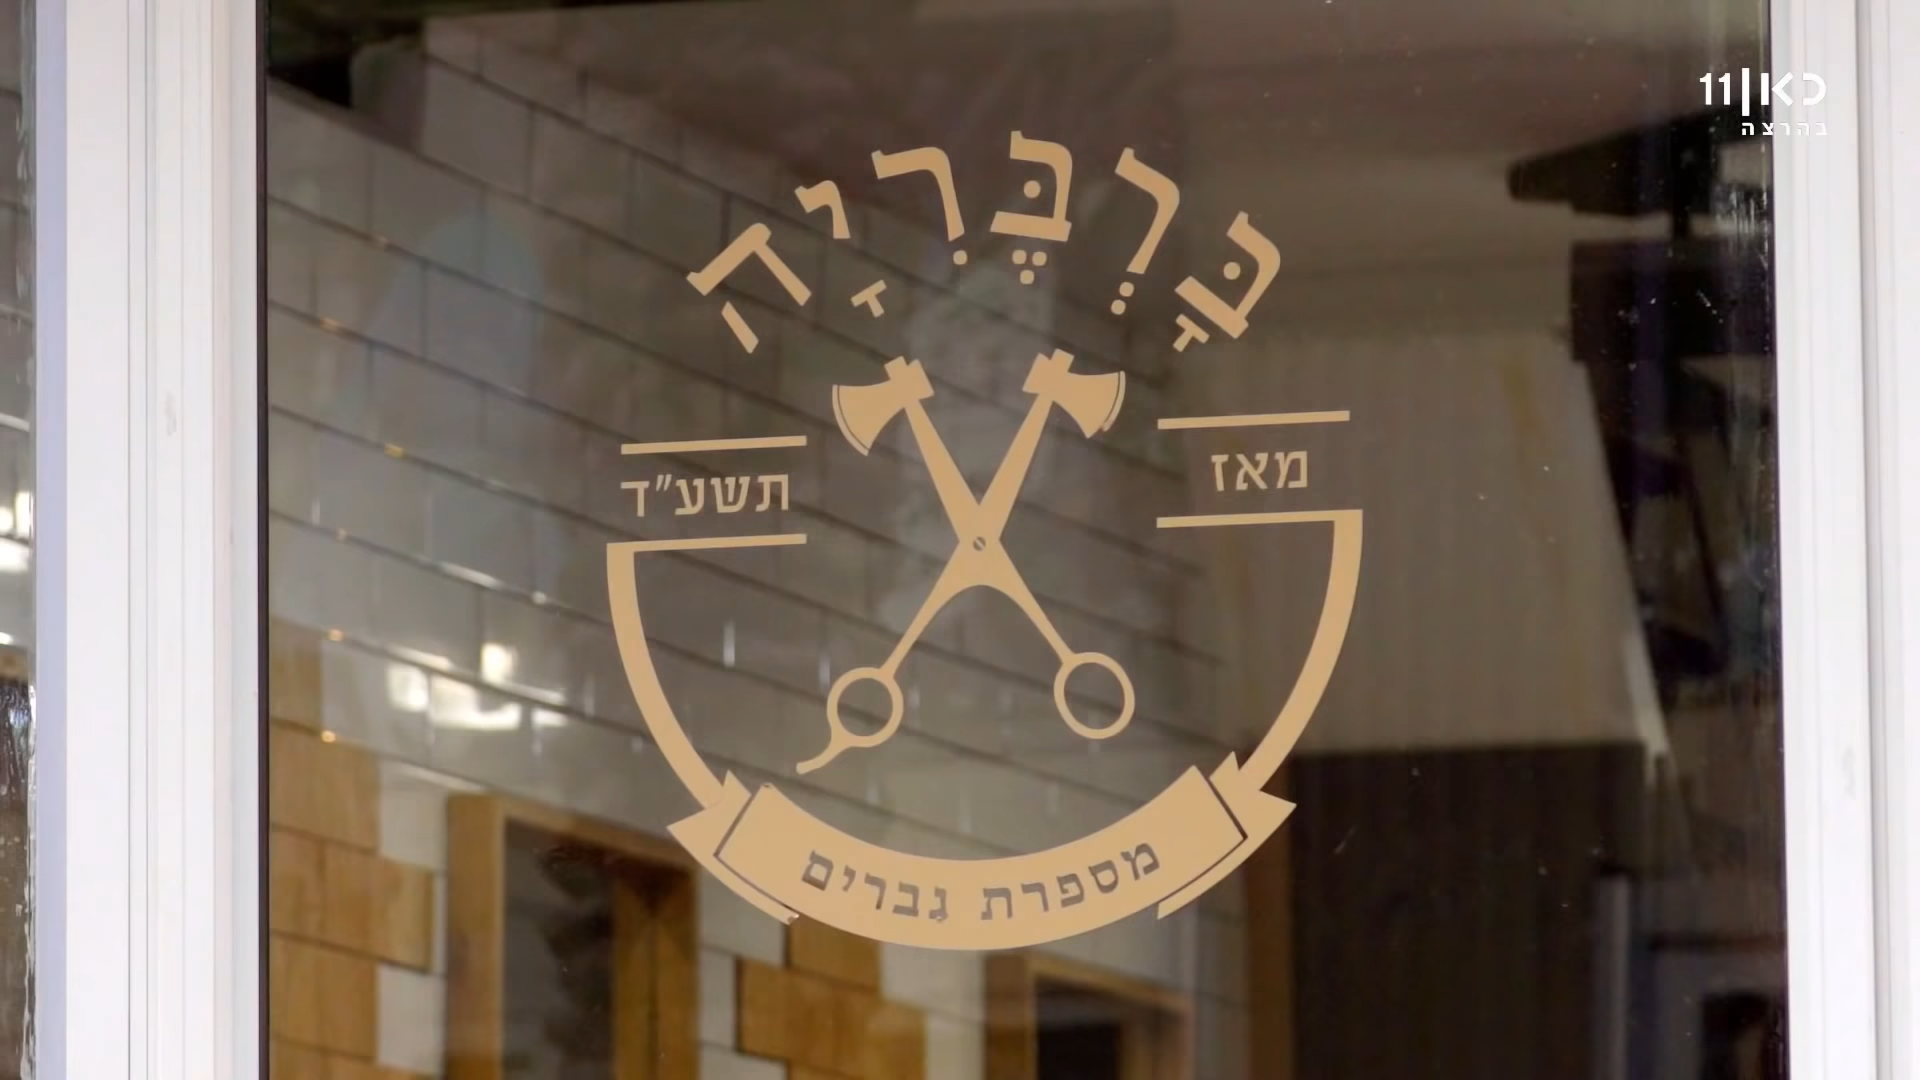 כאן 11
בהרצה
בָּרְבֶּרִיָה
מאז
תשע"ד
מספרת גברים